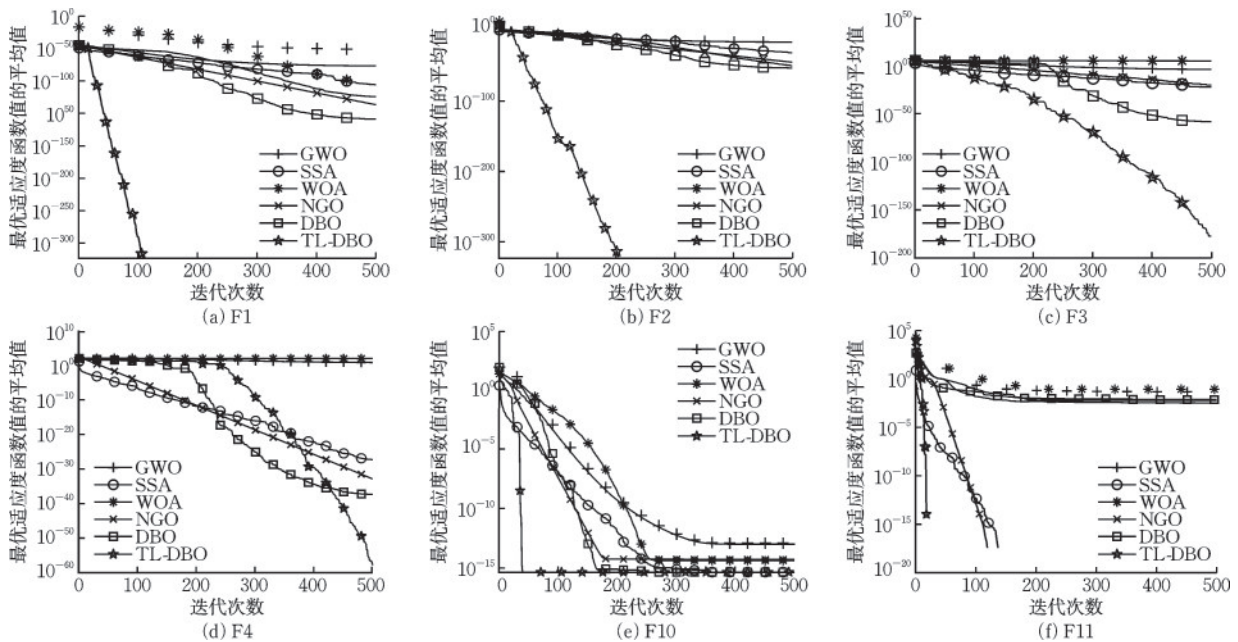 最优适应度函数值的平均值
10^0
10^-50
10^-100
10^-50
10^-150
10^-200
10^-250
10^-300
0 100 200 300 400 500
迭代次数
GWO
SSA
WOA
NGO
DBO
TL-DBO
(a) F1
最优适应度函数值的平均值
10^0
10^-100
10^-200
10^-300
0 100 200 300 400 500
迭代次数
GWO
SSA
WOA
NGO
DBO
TL-DBO
(b) F2
最优适应度函数值的平均值
10^50
10^0
10^-50
10^-100
10^-150
10^-200
0 100 200 300 400 500
迭代次数
GWO
SSA
WOA
NGO
DBO
TL-DBO
(c) F3
最优适应度函数值的平均值
10^10
10^0
10^-10
10^-20
10^-30
10^-40
10^-50
10^-60
0 100 200 300 400 500
迭代次数
GWO
SSA
WOA
NGO
DBO
TL-DBO
(d) F4
最优适应度函数值的平均值
10^5
10^0
10^-5
10^-10
10^-15
0 100 200 300 400 500
迭代次数
GWO
SSA
WOA
NGO
DBO
TL-DBO
(e) F10
最优适应度函数值的平均值
10^5
10^0
10^-5
10^-10
10^-15
10^-20
0 100 200 300 400 500
迭代次数
GWO
SSA
WOA
NGO
DBO
TL-DBO
(f) F11